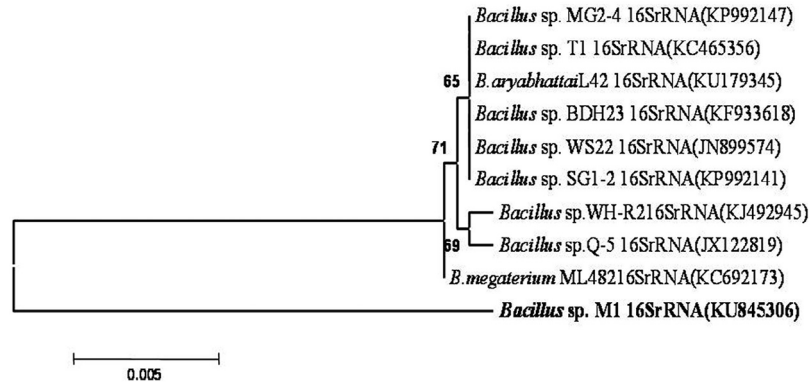 Bacillus sp. MG2-4 16SrRNA(KP992147)
Bacillus sp. T1 16SrRNA(KC465356)
65
B.aryabhattaiL42 16SrRNA(KU179345)
Bacillus sp. BDH23 16SrRNA(KF933618)
71
Bacillus sp. WS22 16SrRNA(JN899574)
Bacillus sp. SG1-2 16SrRNA(KP992141)
Bacillus sp.WH-R216SrRNA(KJ492945)
69
Bacillus sp.Q-5 16SrRNA(JX122819)
B.megaterium ML48216SrRNA(KC692173)
Bacillus sp. M1 16SrRNA(KU845306)
0.005